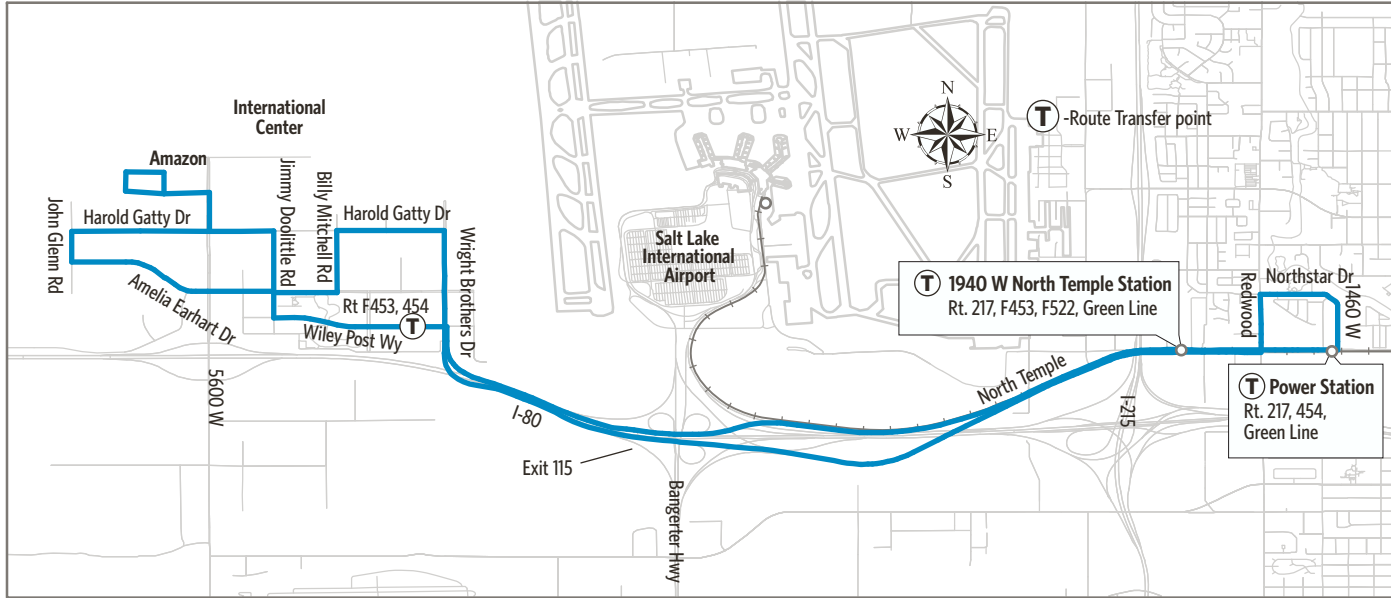 International
Center
Amazon
John Glenn Rd
Harold Gatty Dr
Jimmy Doolittle Rd
Billy Mitchell Rd
Harold Gatty Dr
Wright Brothers Dr
Amelia Earhart Dr
Rt F453, 454
T
Wiley Post Wy
5600 W
I-80
Exit 115
Bangerter Hwy
Salt Lake
International
Airport
N
W
E
S
T -Route Transfer point
T 1940 W North Temple Station
Rt. 217, F453, F522, Green Line
North Temple
I-215
Redwood
Northstar Dr
1460 W
T Power Station
Rt. 217, 454,
Green Line